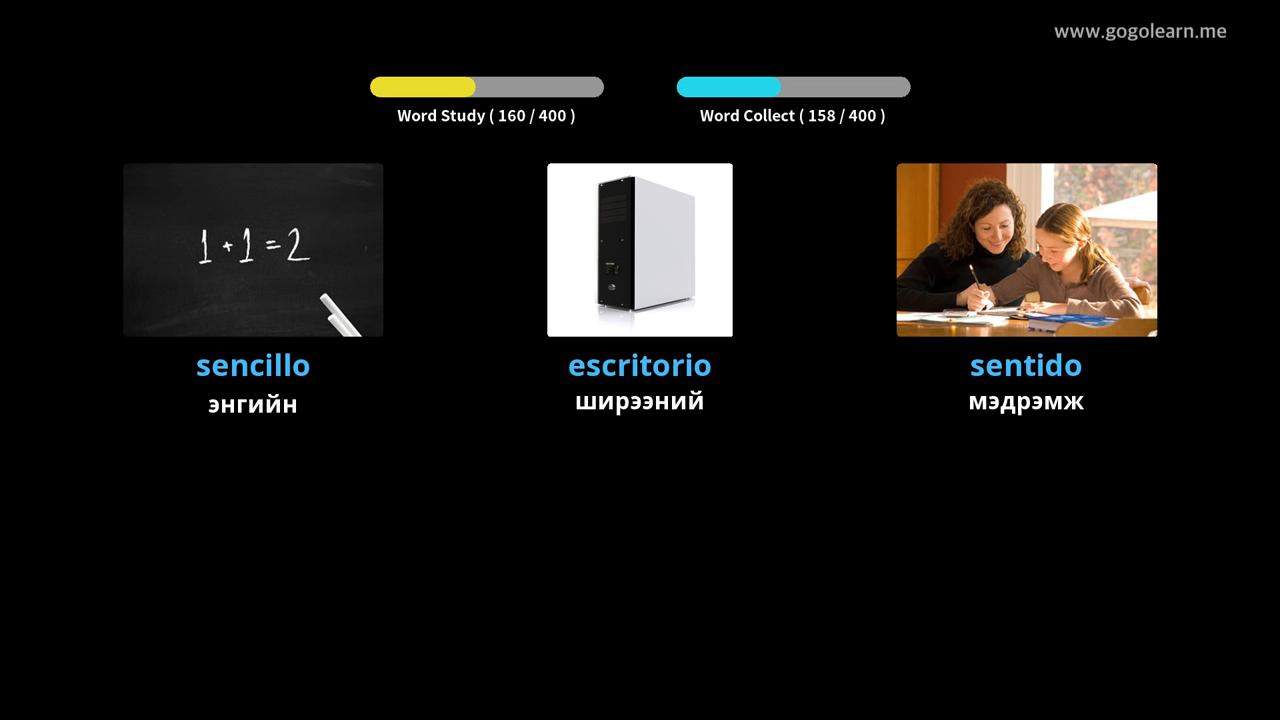 www.gogolearn.me
Word Study ( 160 / 400 )
Word Collect ( 158 / 400 )
1 + 1 = 2
sencillo
escritorio
sentido
энгийн
ширээний
мэдрэмж